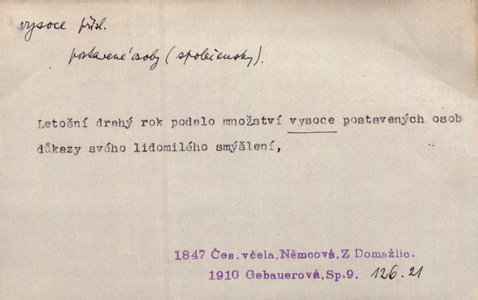 vysoce přísl.
postavené osoby (společensky).
Letošní drahý rok podalo množství vysoce postavených osob
důkazy svého lidomilého smýšlení,
1847 Čes. včela. Němcová, Z Domažlic.
1910 Gebauerová, Sp. 9. 126.21